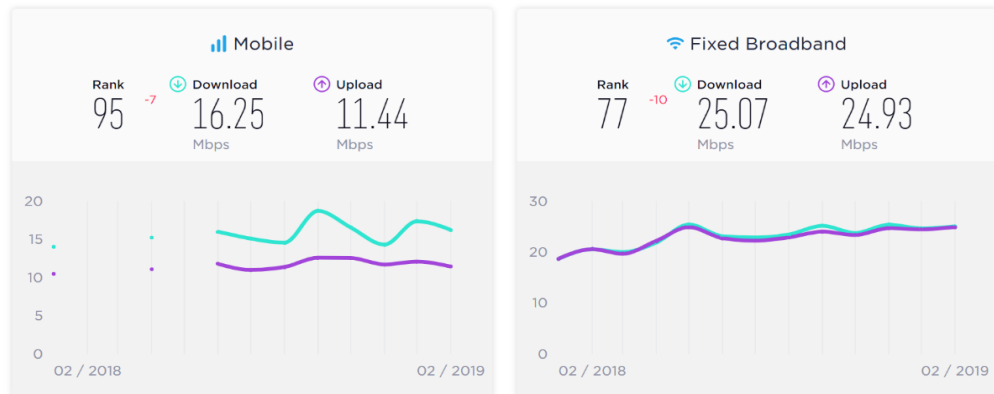 Mobile
Rank
Download
Upload
95
-7
16.25
11.44
Mbps
Mbps
20
15
10
5
0
02 / 2018
02 / 2019
Fixed Broadband
Rank
Download
Upload
77
-10
25.07
24.93
Mbps
Mbps
30
20
10
0
02 / 2018
02 / 2019